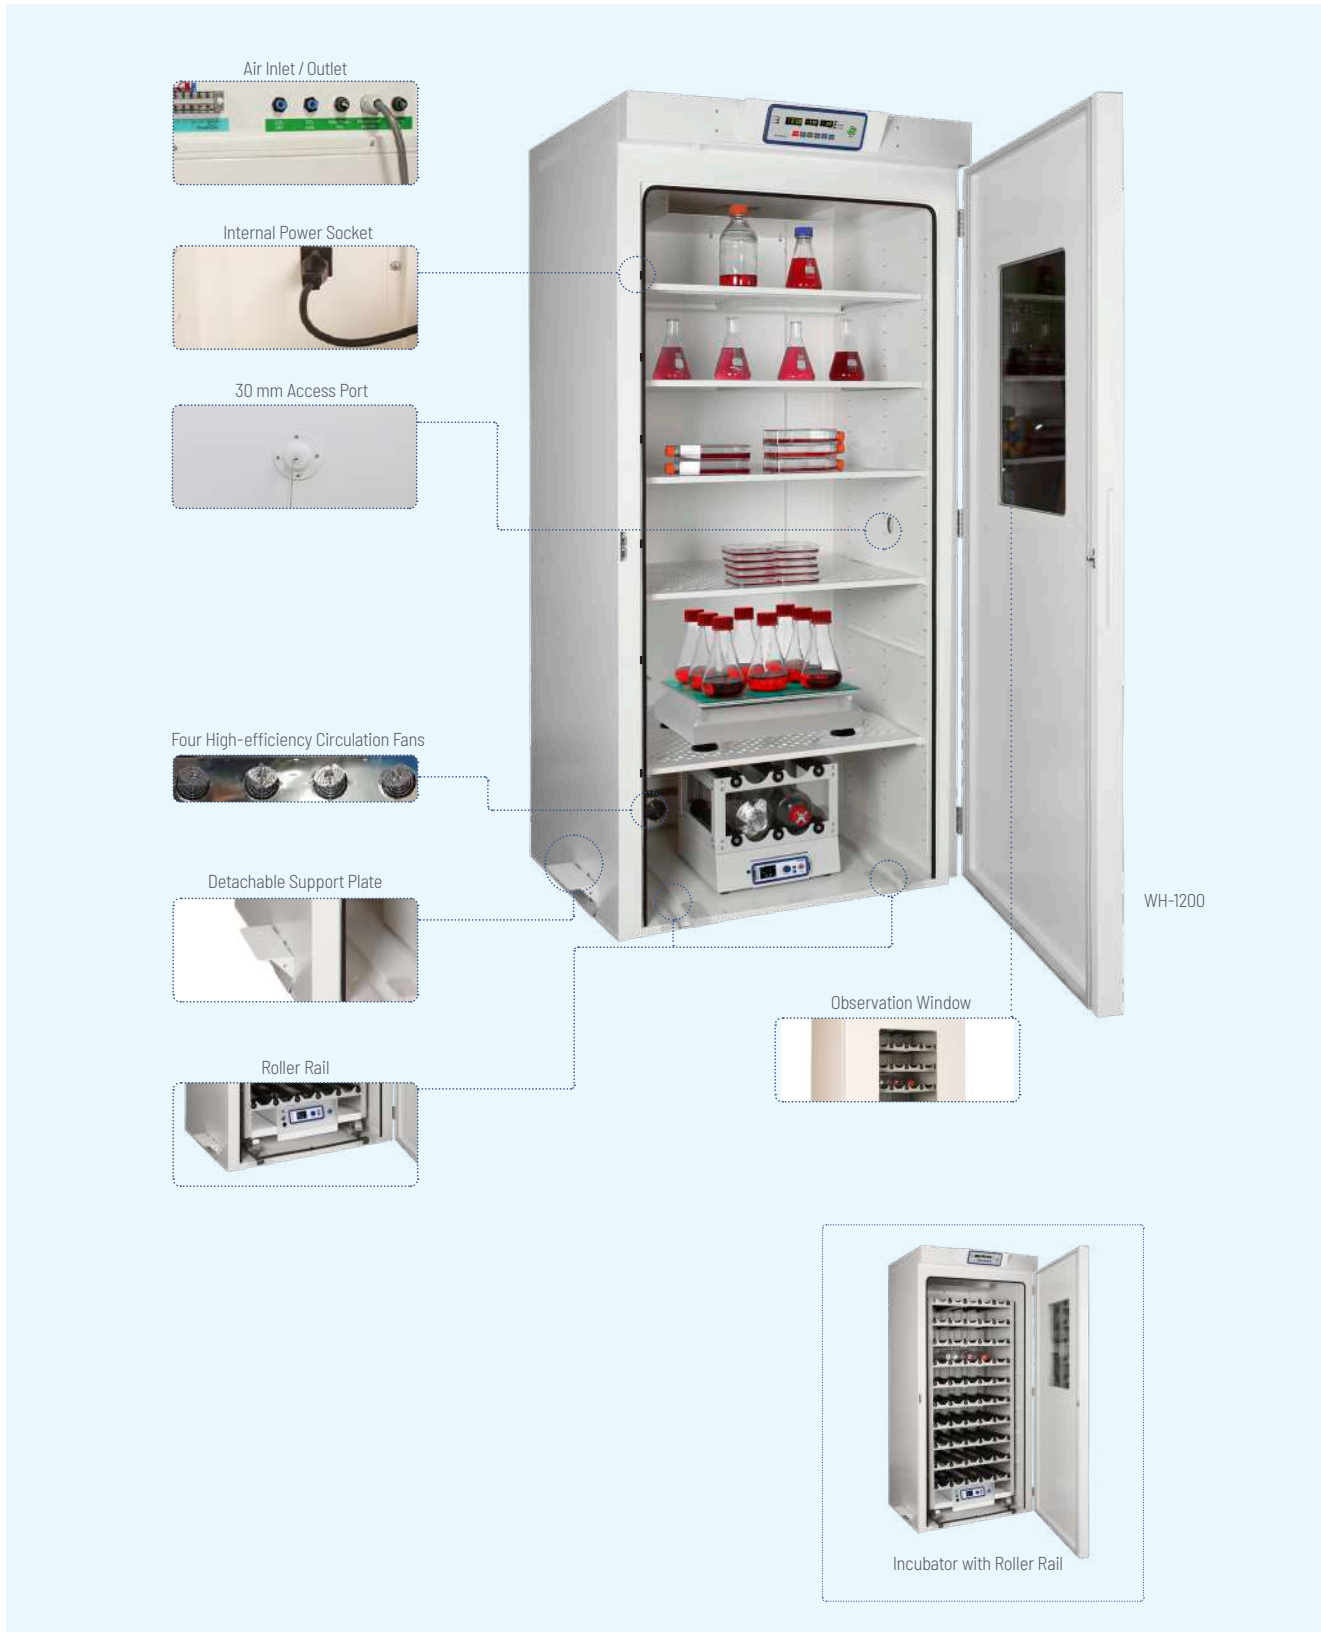 Air Inlet / Outlet
Internal Power Socket
30 mm Access Port
Four High-efficiency Circulation Fans
Detachable Support Plate
WH-1200
Observation Window
Roller Rail
Incubator with Roller Rail